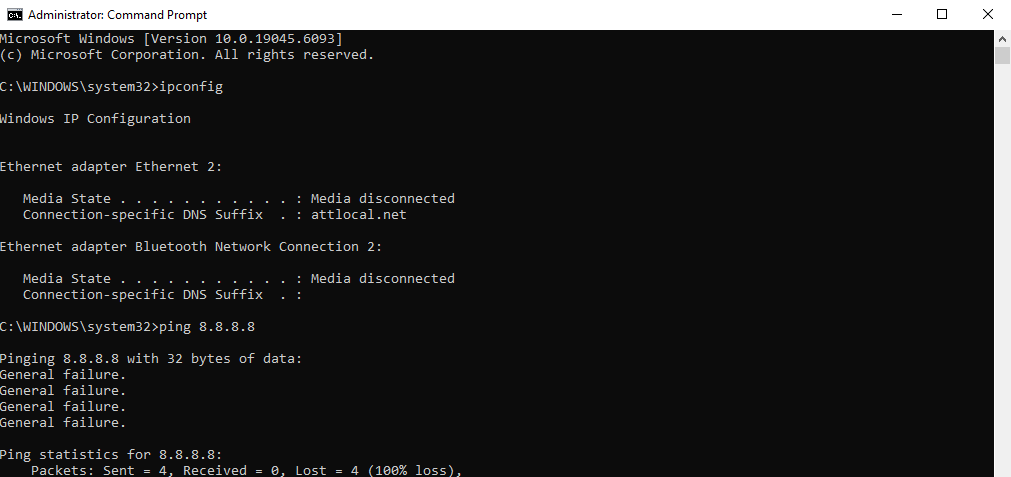 Administrator: Command Prompt
Microsoft Windows [Version 10.0.19045.6093]
(c) Microsoft Corporation. All rights reserved.
C:\WINDOWS\system32>ipconfig
Windows IP Configuration
Ethernet adapter Ethernet 2:
Media State . . . . . . . . . . . : Media disconnected
Connection-specific DNS Suffix  . : attlocal.net
Ethernet adapter Bluetooth Network Connection 2:
Media State . . . . . . . . . . . : Media disconnected
Connection-specific DNS Suffix  . :
C:\WINDOWS\system32>ping 8.8.8.8
Pinging 8.8.8.8 with 32 bytes of data:
General failure.
General failure.
General failure.
General failure.
Ping statistics for 8.8.8.8:
Packets: Sent = 4, Received = 0, Lost = 4 (100% loss),